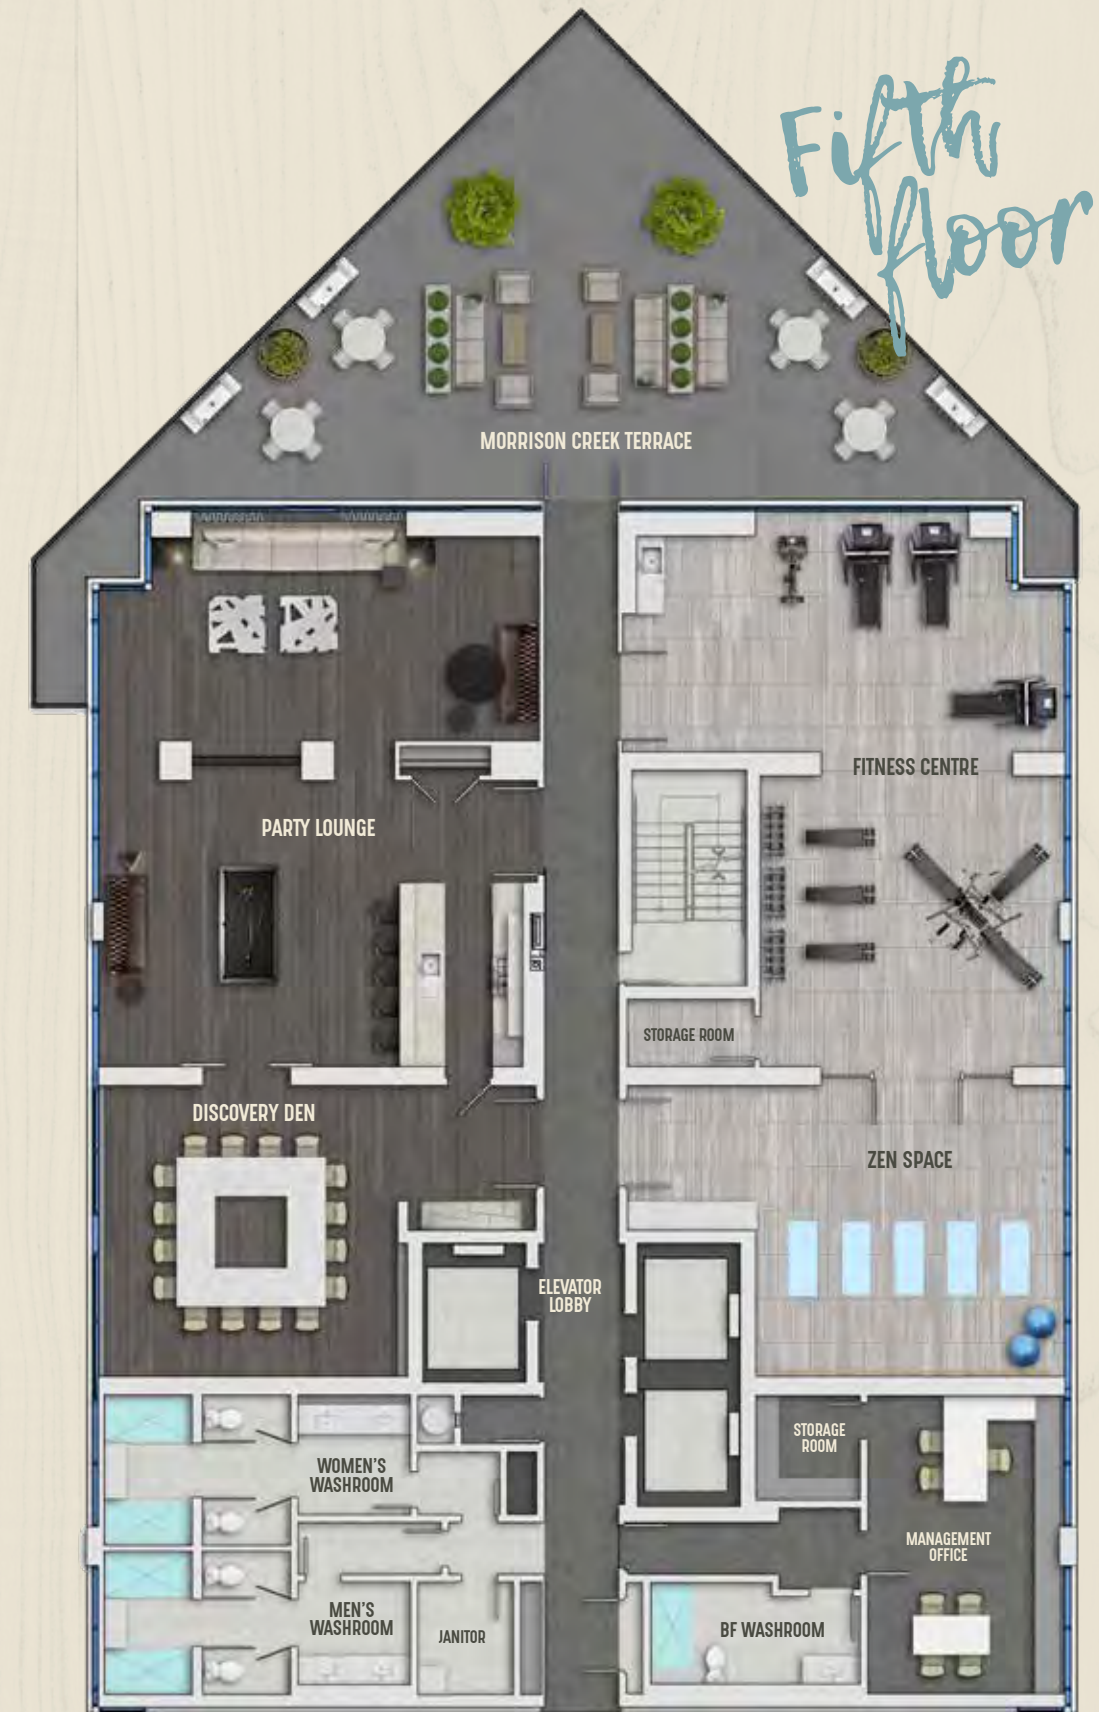 Fifth
floor
MORRISON CREEK TERRACE
FITNESS CENTRE
PARTY LOUNGE
STORAGE ROOM
DISCOVERY DEN
ZEN SPACE
ELEVATOR
LOBBY
STORAGE
ROOM
WOMEN'S
WASHROOM
MANAGEMENT
OFFICE
MEN'S
WASHROOM
JANITOR
BF WASHROOM